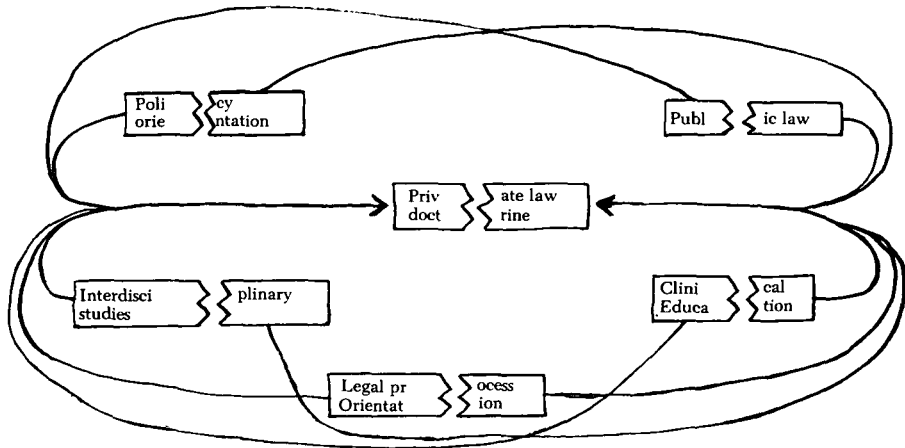 Poli cy
orie ntation
Publ ic law
Priv ate law
doct rine
Interdisci plinary
studies
Clini cal
Educa tion
Legal pr ocess
Orientat ion